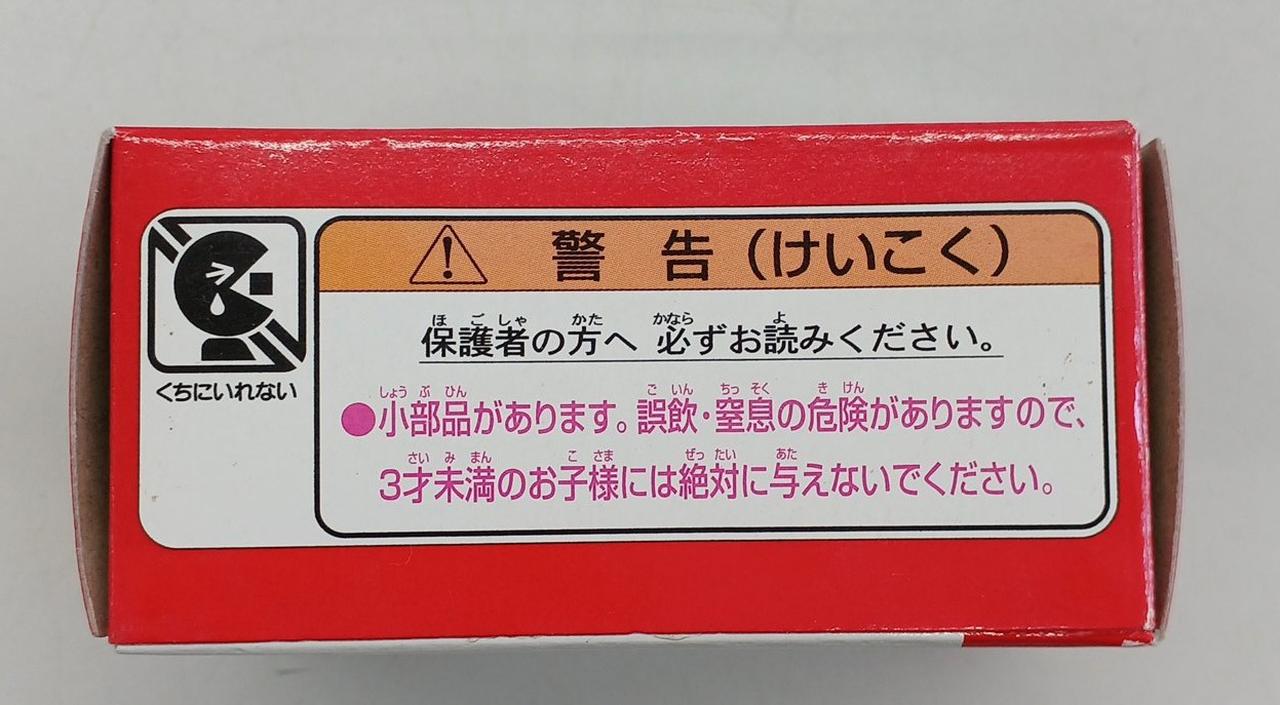 警 告（けいこく）
保護者の方へ 必ずお読みください。
●小部品があります。誤飲・窒息の危険がありますので、
3才未満のお子様には絶対に与えないでください。
くちにいれない